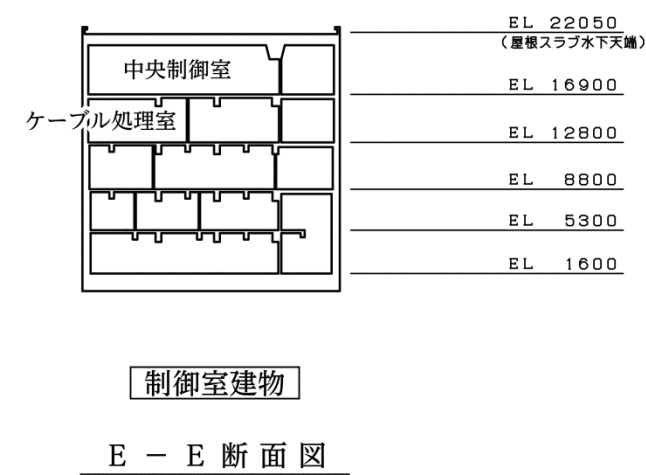 EL 22050
(屋根スラブ水下天端)
中央制御室
EL 16900
ケーブル処理室
EL 12800
EL 8800
EL 5300
EL 1600
制御室建物
E－E断面図